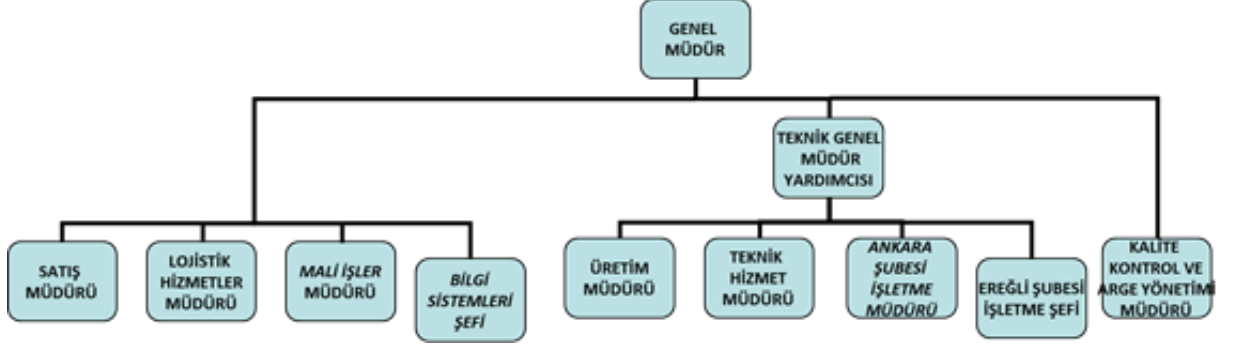 GENEL
MÜDÜR
TEKNİK GENEL
MÜDÜR
YARDIMCISI
SATIŞ
MÜDÜRÜ
LOJİSTİK
HİZMETLER
MÜDÜRÜ
MALİ İŞLER
MÜDÜRÜ
BİLGİ
SİSTEMLERİ
ŞEFİ
ÜRETİM
MÜDÜRÜ
TEKNİK
HİZMET
MÜDÜRÜ
ANKARA
ŞUBESİ
İŞLETME
MÜDÜRÜ
EREĞLİ ŞUBESİ
İŞLETME ŞEFİ
KALİTE
KONTROL VE
ARGE YÖNETİMİ
MÜDÜRÜ